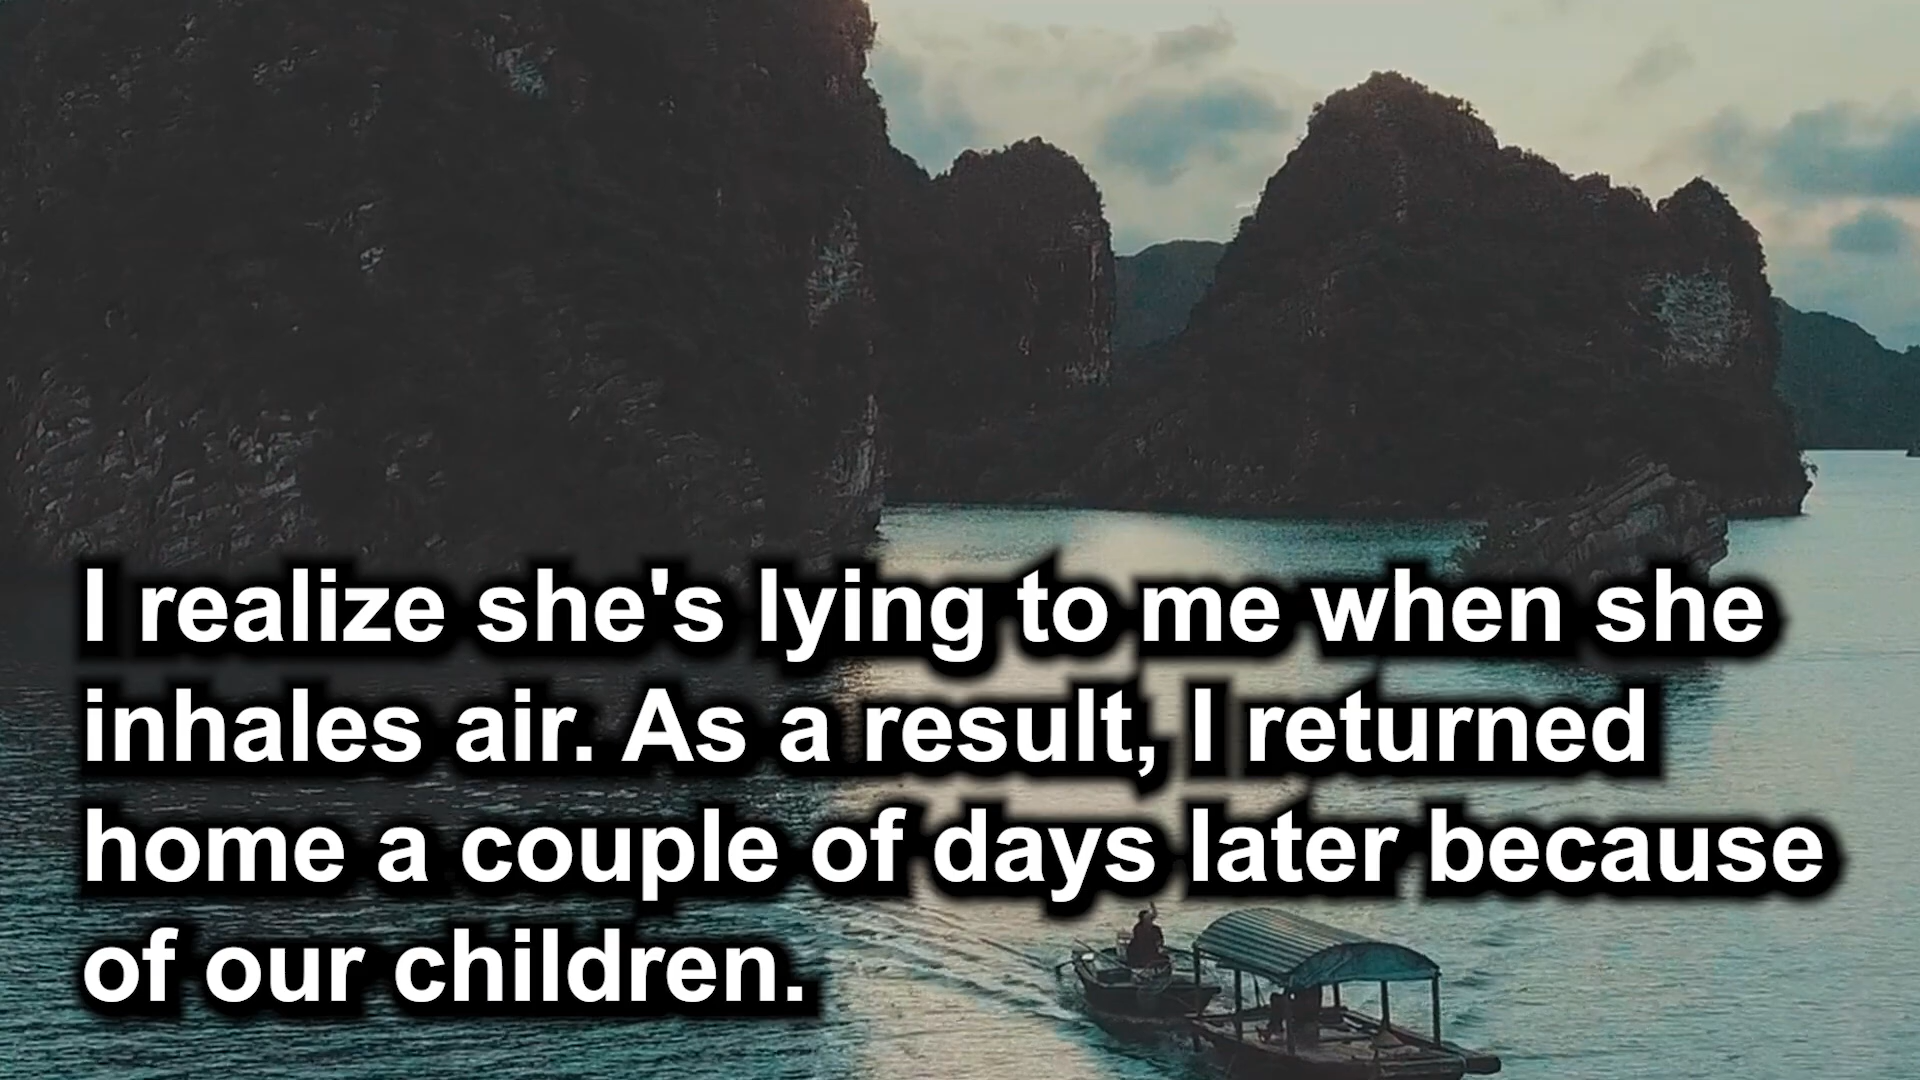 I realize she's lying to me when she
inhales air. As a result, I returned
home a couple of days later because
of our children.